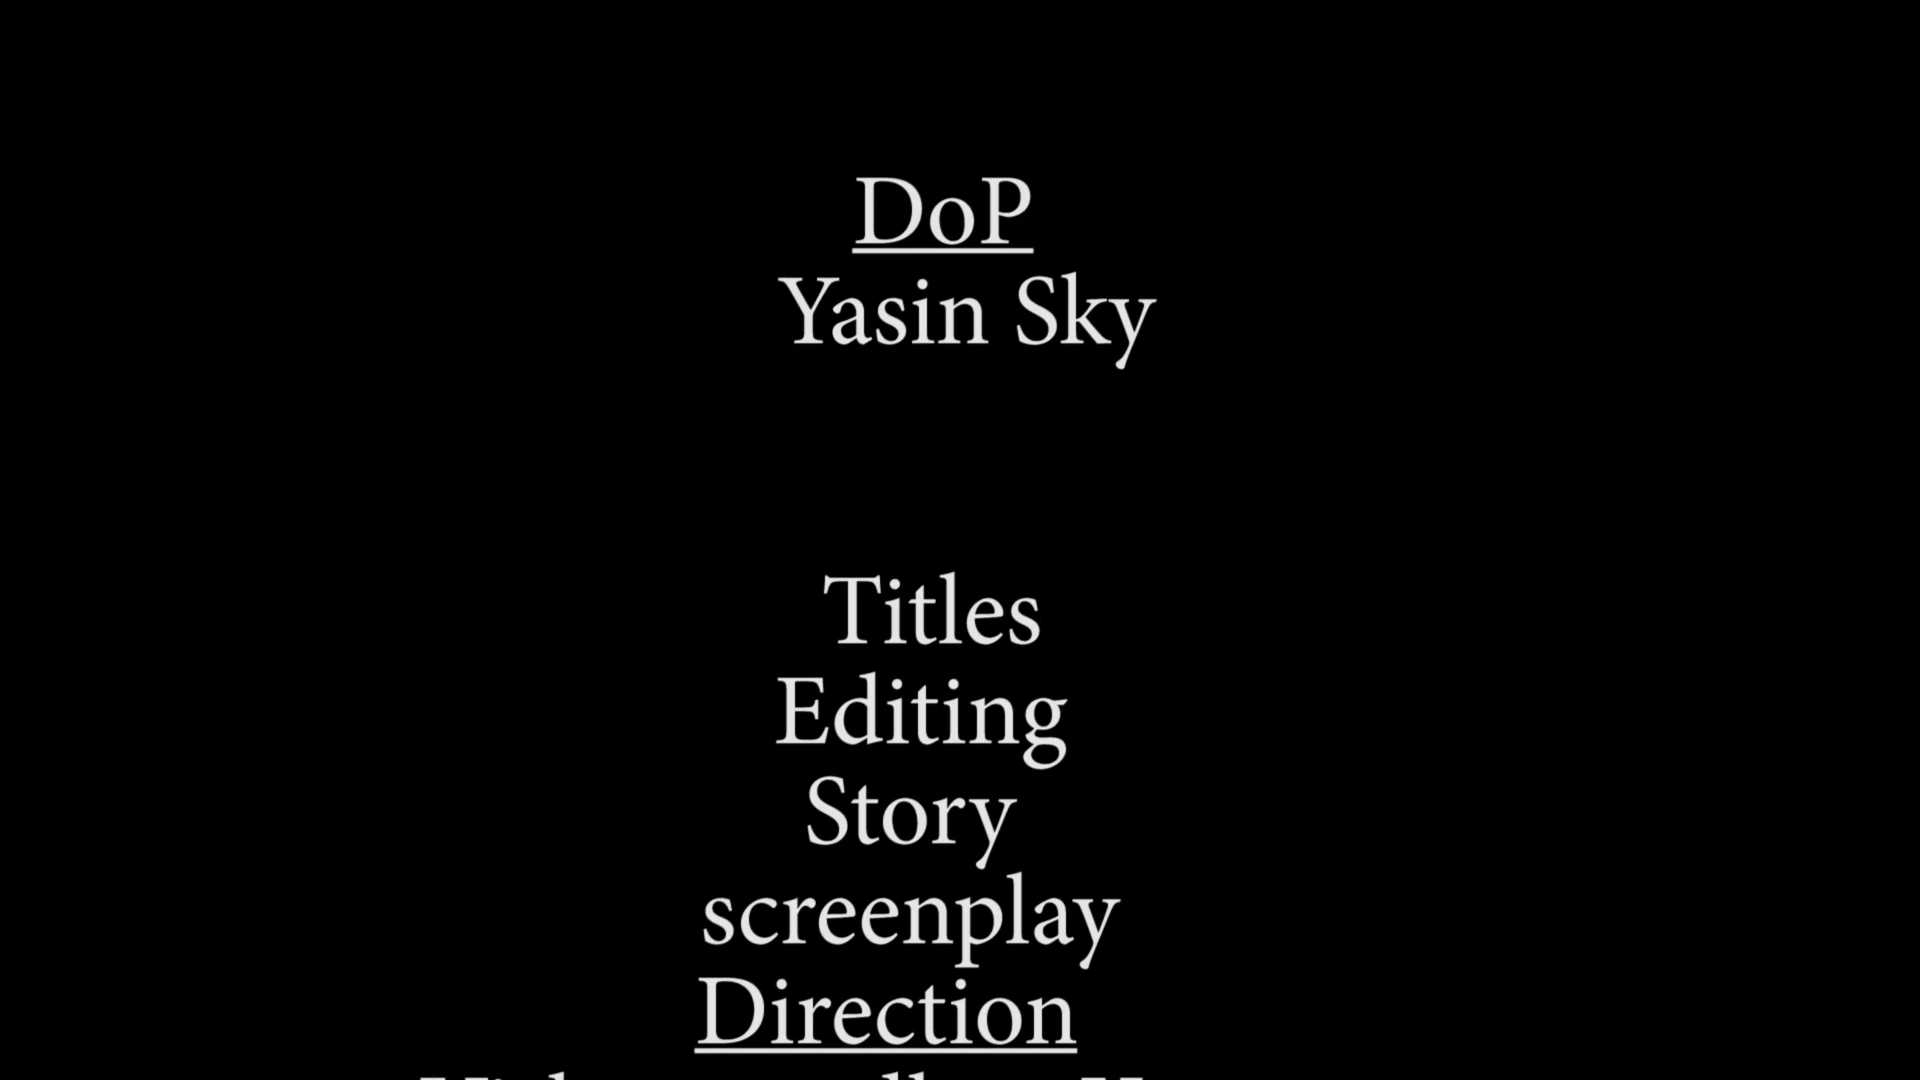 DoP
Yasin Sky
Titles
Editing
Story
screenplay
Direction